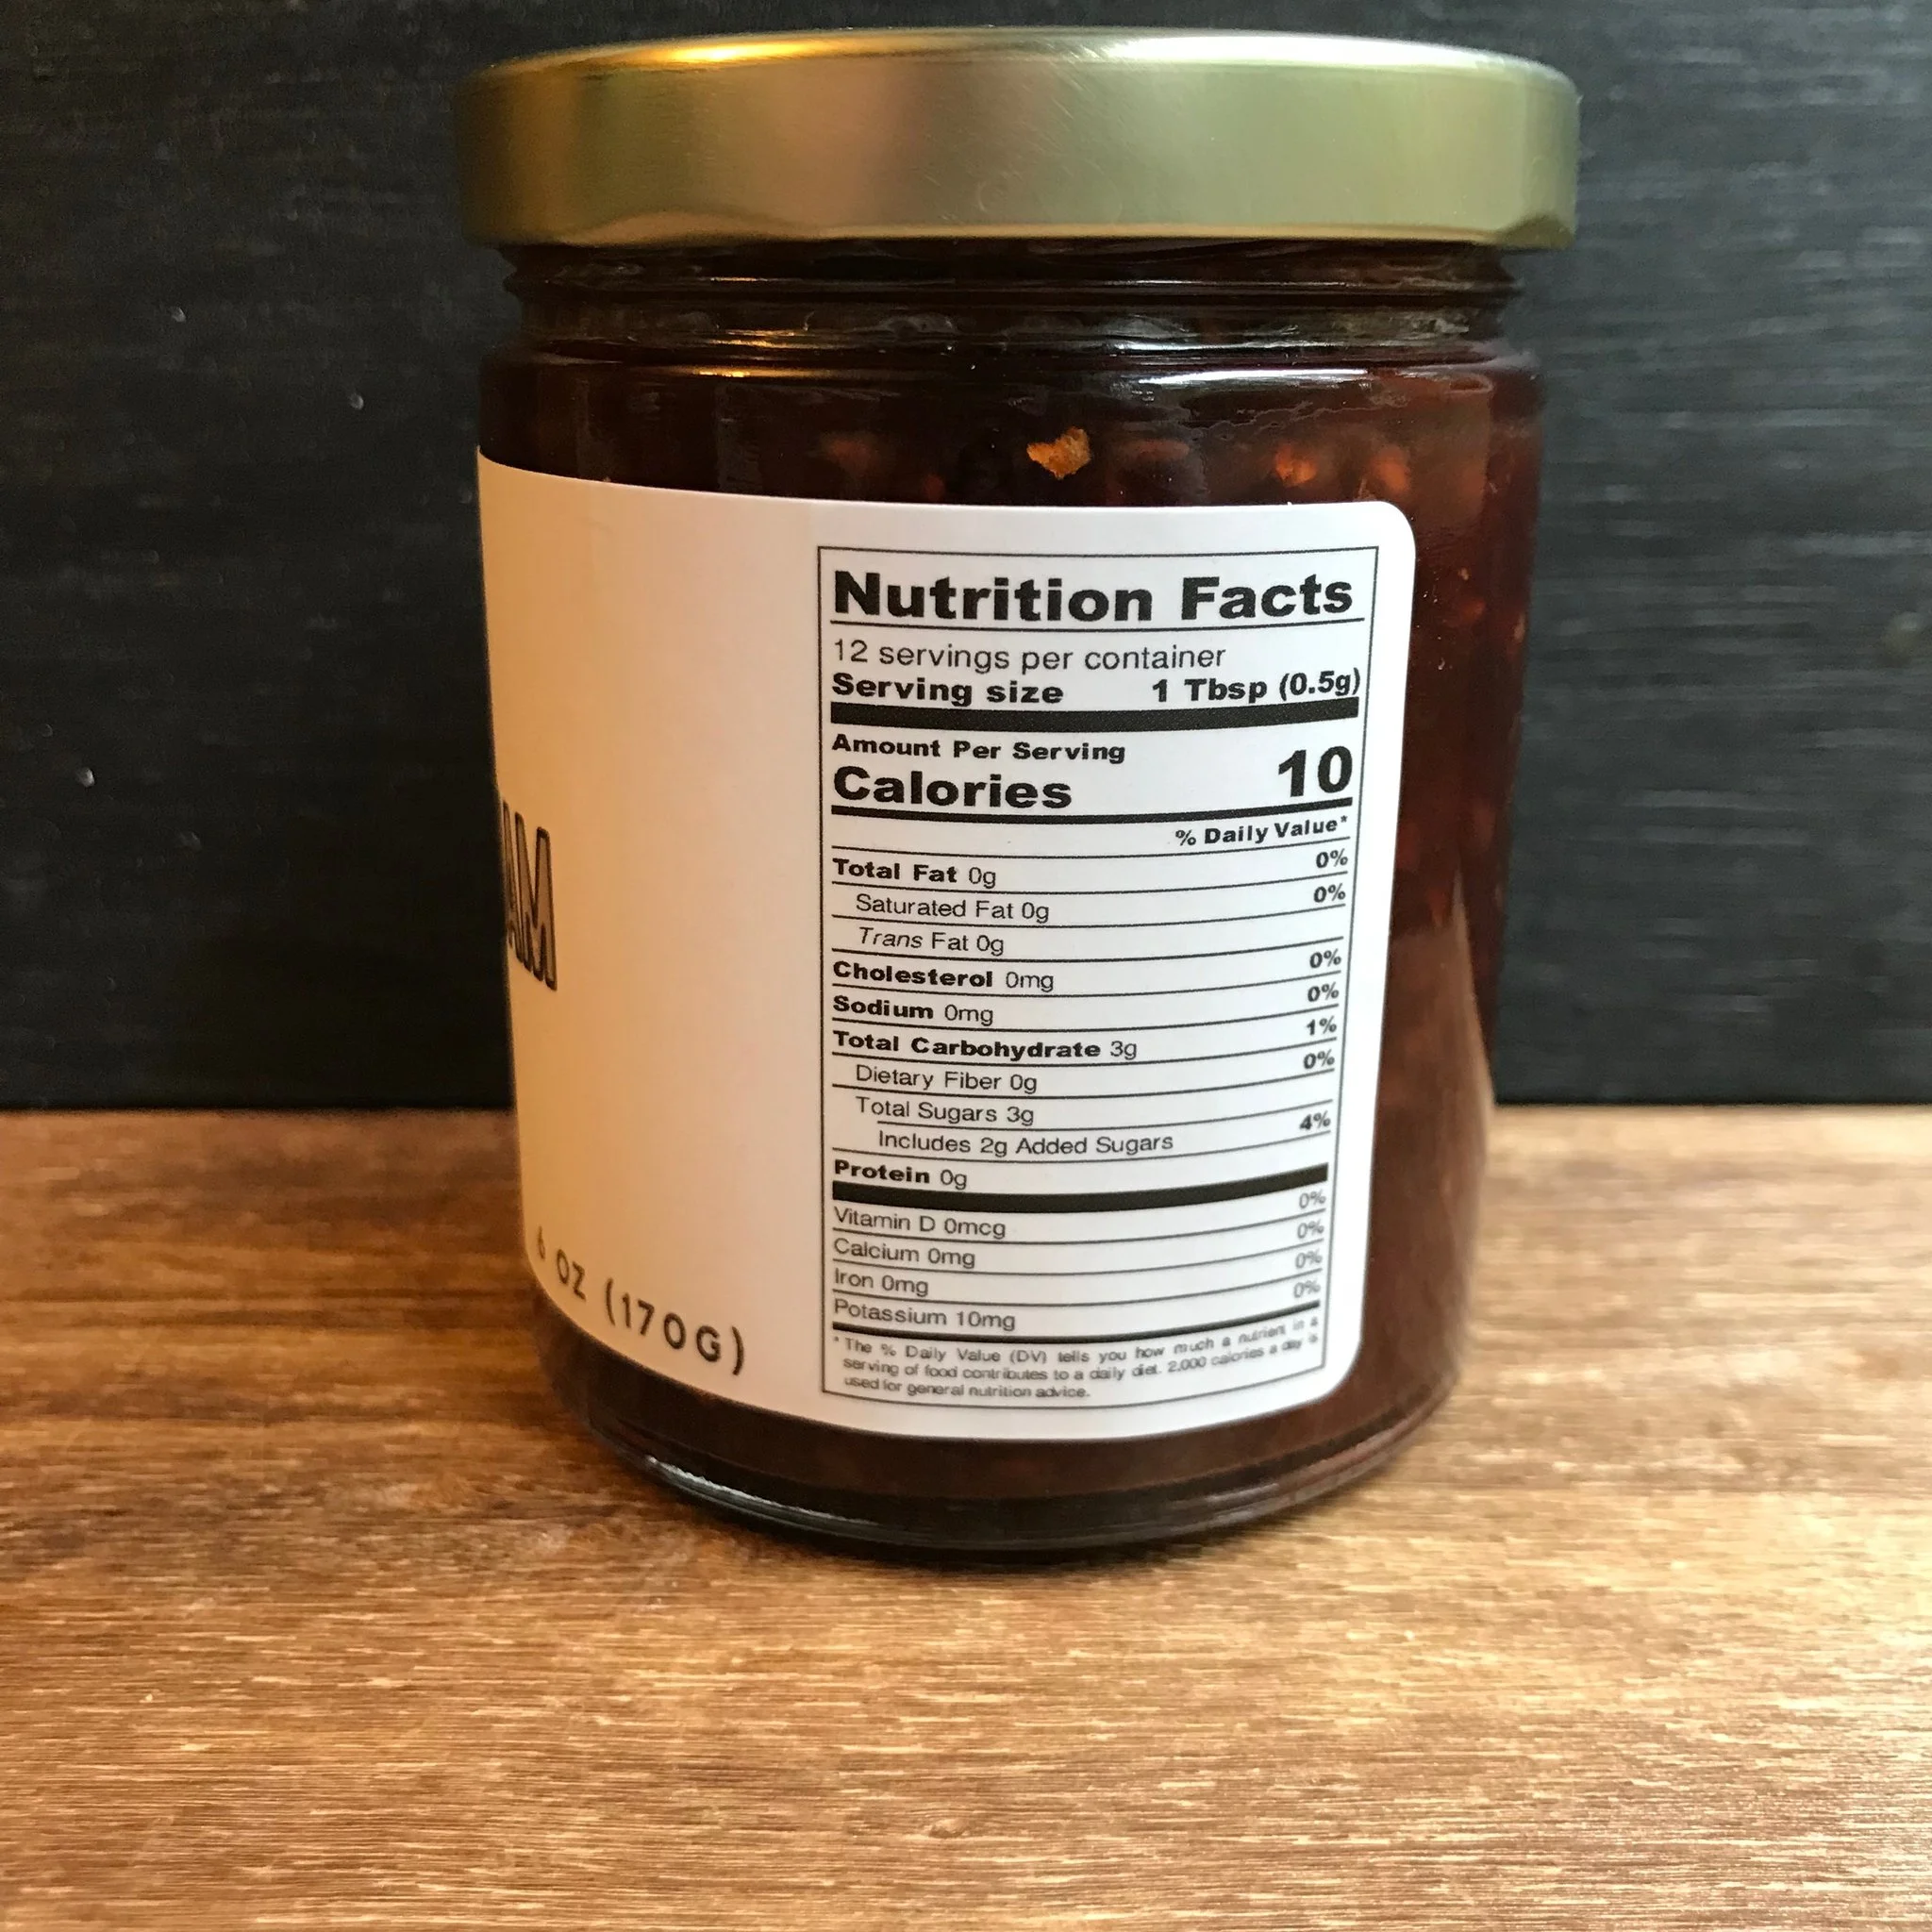 AM
6 OZ (170G)
Nutrition Facts
12 servings per container
Serving size 1 Tbsp (0.5g)
Amount Per Serving
Calories 10
% Daily Value*
Total Fat 0g 0%
Saturated Fat 0g 0%
Trans Fat 0g
Cholesterol 0mg 0%
Sodium 0mg 0%
Total Carbohydrate 3g 1%
Dietary Fiber 0g 0%
Total Sugars 3g
Includes 2g Added Sugars 4%
Protein 0g
Vitamin D 0mcg 0%
Calcium 0mg 0%
Iron 0mg 0%
Potassium 10mg 0%
* The % Daily Value (DV) tells you how much a nutrient in a
serving of food contributes to a daily diet. 2,000 calories a day is
used for general nutrition advice.